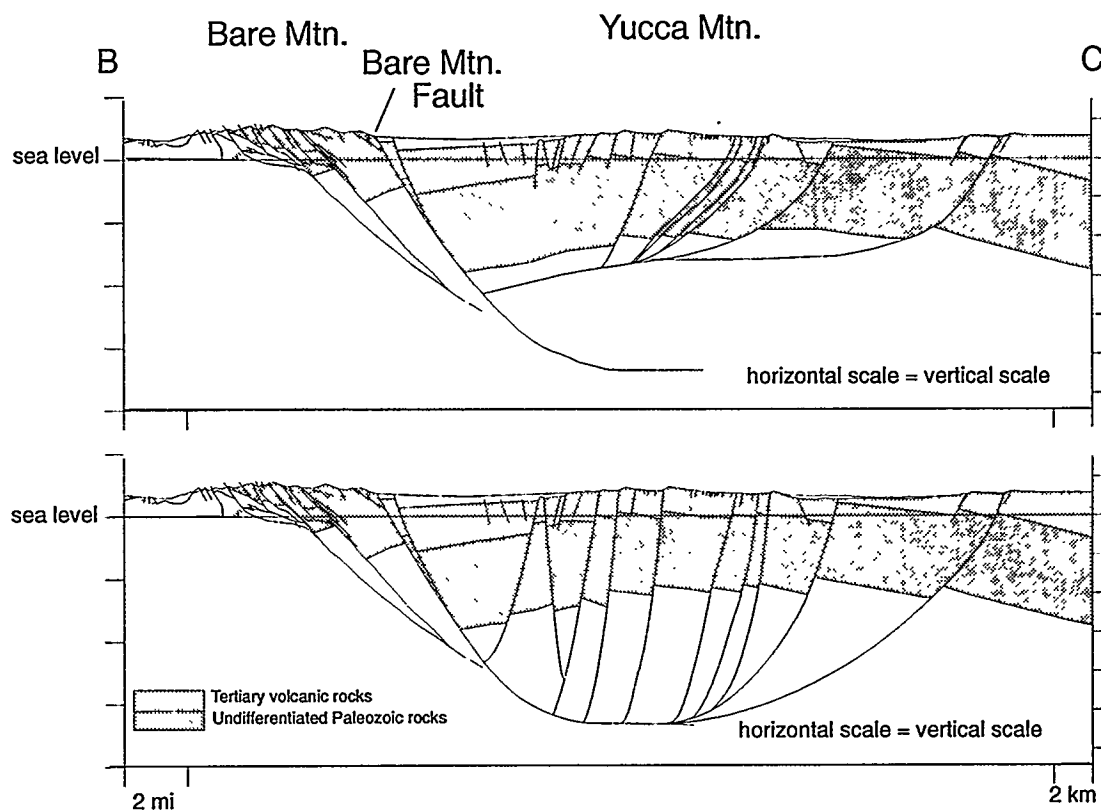 Bare Mtn.
Yucca Mtn.
B
Bare Mtn.
Fault
C
sea level
horizontal scale = vertical scale
sea level
Tertiary volcanic rocks
Undifferentiated Paleozoic rocks
horizontal scale = vertical scale
2 mi
2 km